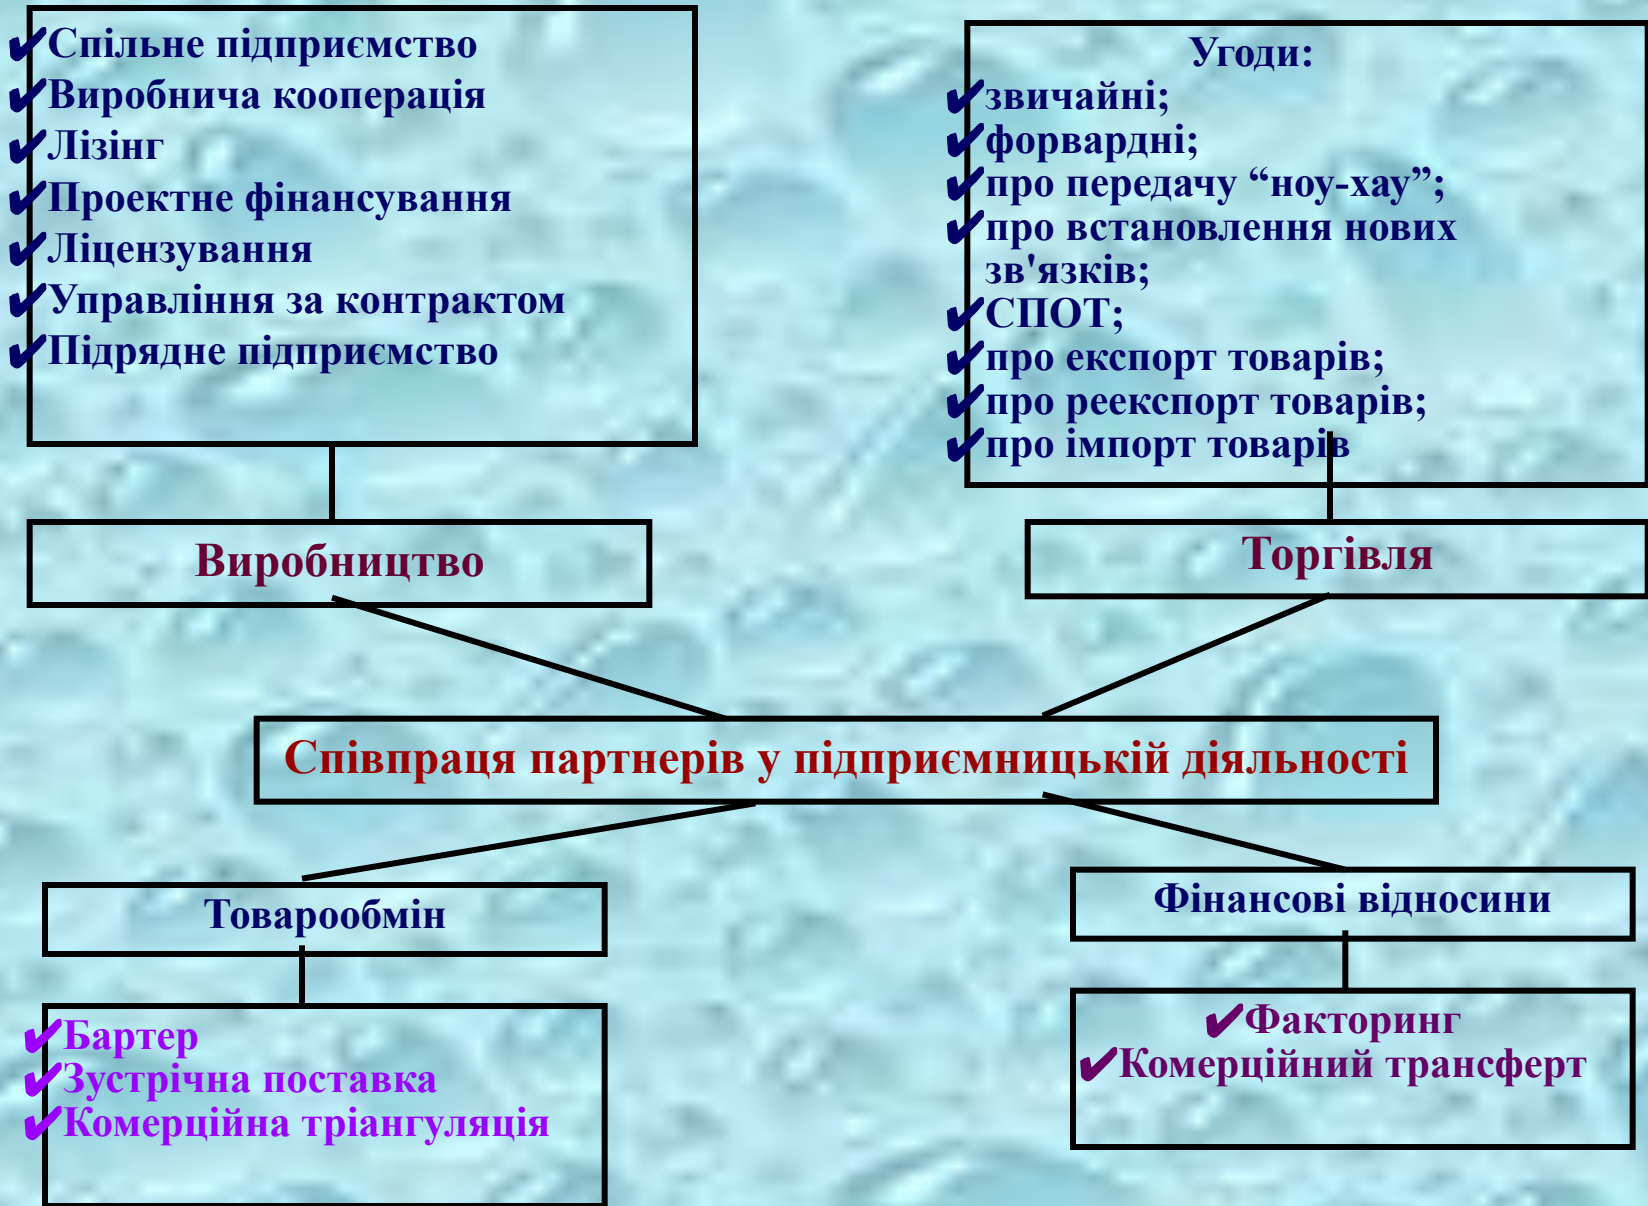 ✔Спільне підприємство
✔Виробнича кооперація
✔Лізінг
✔Проектне фінансування
✔Ліцензування
✔Управління за контрактом
✔Підрядне підприємство
Угоди:
✔звичайні;
✔форвардні;
✔про передачу “ноу-хау”;
✔про встановлення нових
зв'язків;
✔СПОТ;
✔про експорт товарів;
✔про реекспорт товарів;
✔про імпорт товарів
Виробництво
Торгівля
Співпраця партнерів у підприємницькій діяльності
Товарообмін
Фінансові відносини
✔Бартер
✔Зустрічна поставка
✔Комерційна тріангуляція
✔Факторинг
✔Комерційний трансферт